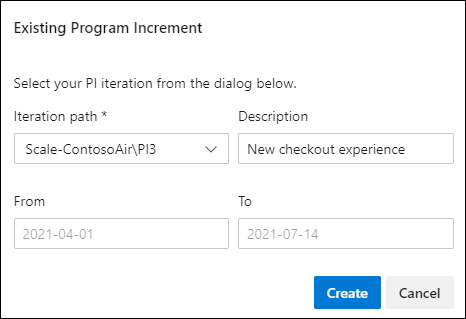 Existing Program Increment
Select your PI iteration from the dialog below.
Iteration path * Description
Scale-ContosoAir\PI3 New checkout experience
From To
2021-04-01 2021-07-14
Create Cancel